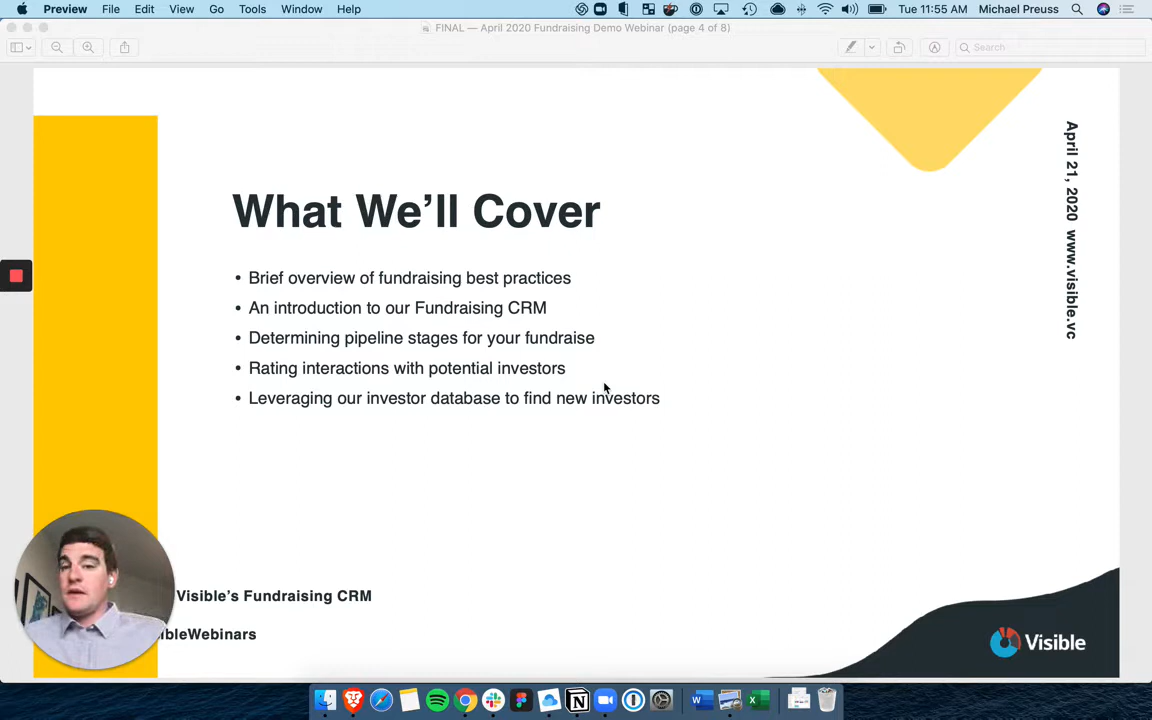 Preview File Edit View Go Tools Window Help Tue 11:55 AM Michael Preuss
FINAL — April 2020 Fundraising Demo Webinar (page 4 of 8)
Search
April 21, 2020 www.visible.vc
What We’ll Cover
• Brief overview of fundraising best practices
• An introduction to our Fundraising CRM
• Determining pipeline stages for your fundraise
• Rating interactions with potential investors
• Leveraging our investor database to find new investors
Visible’s Fundraising CRM
ibleWebinars
Visible